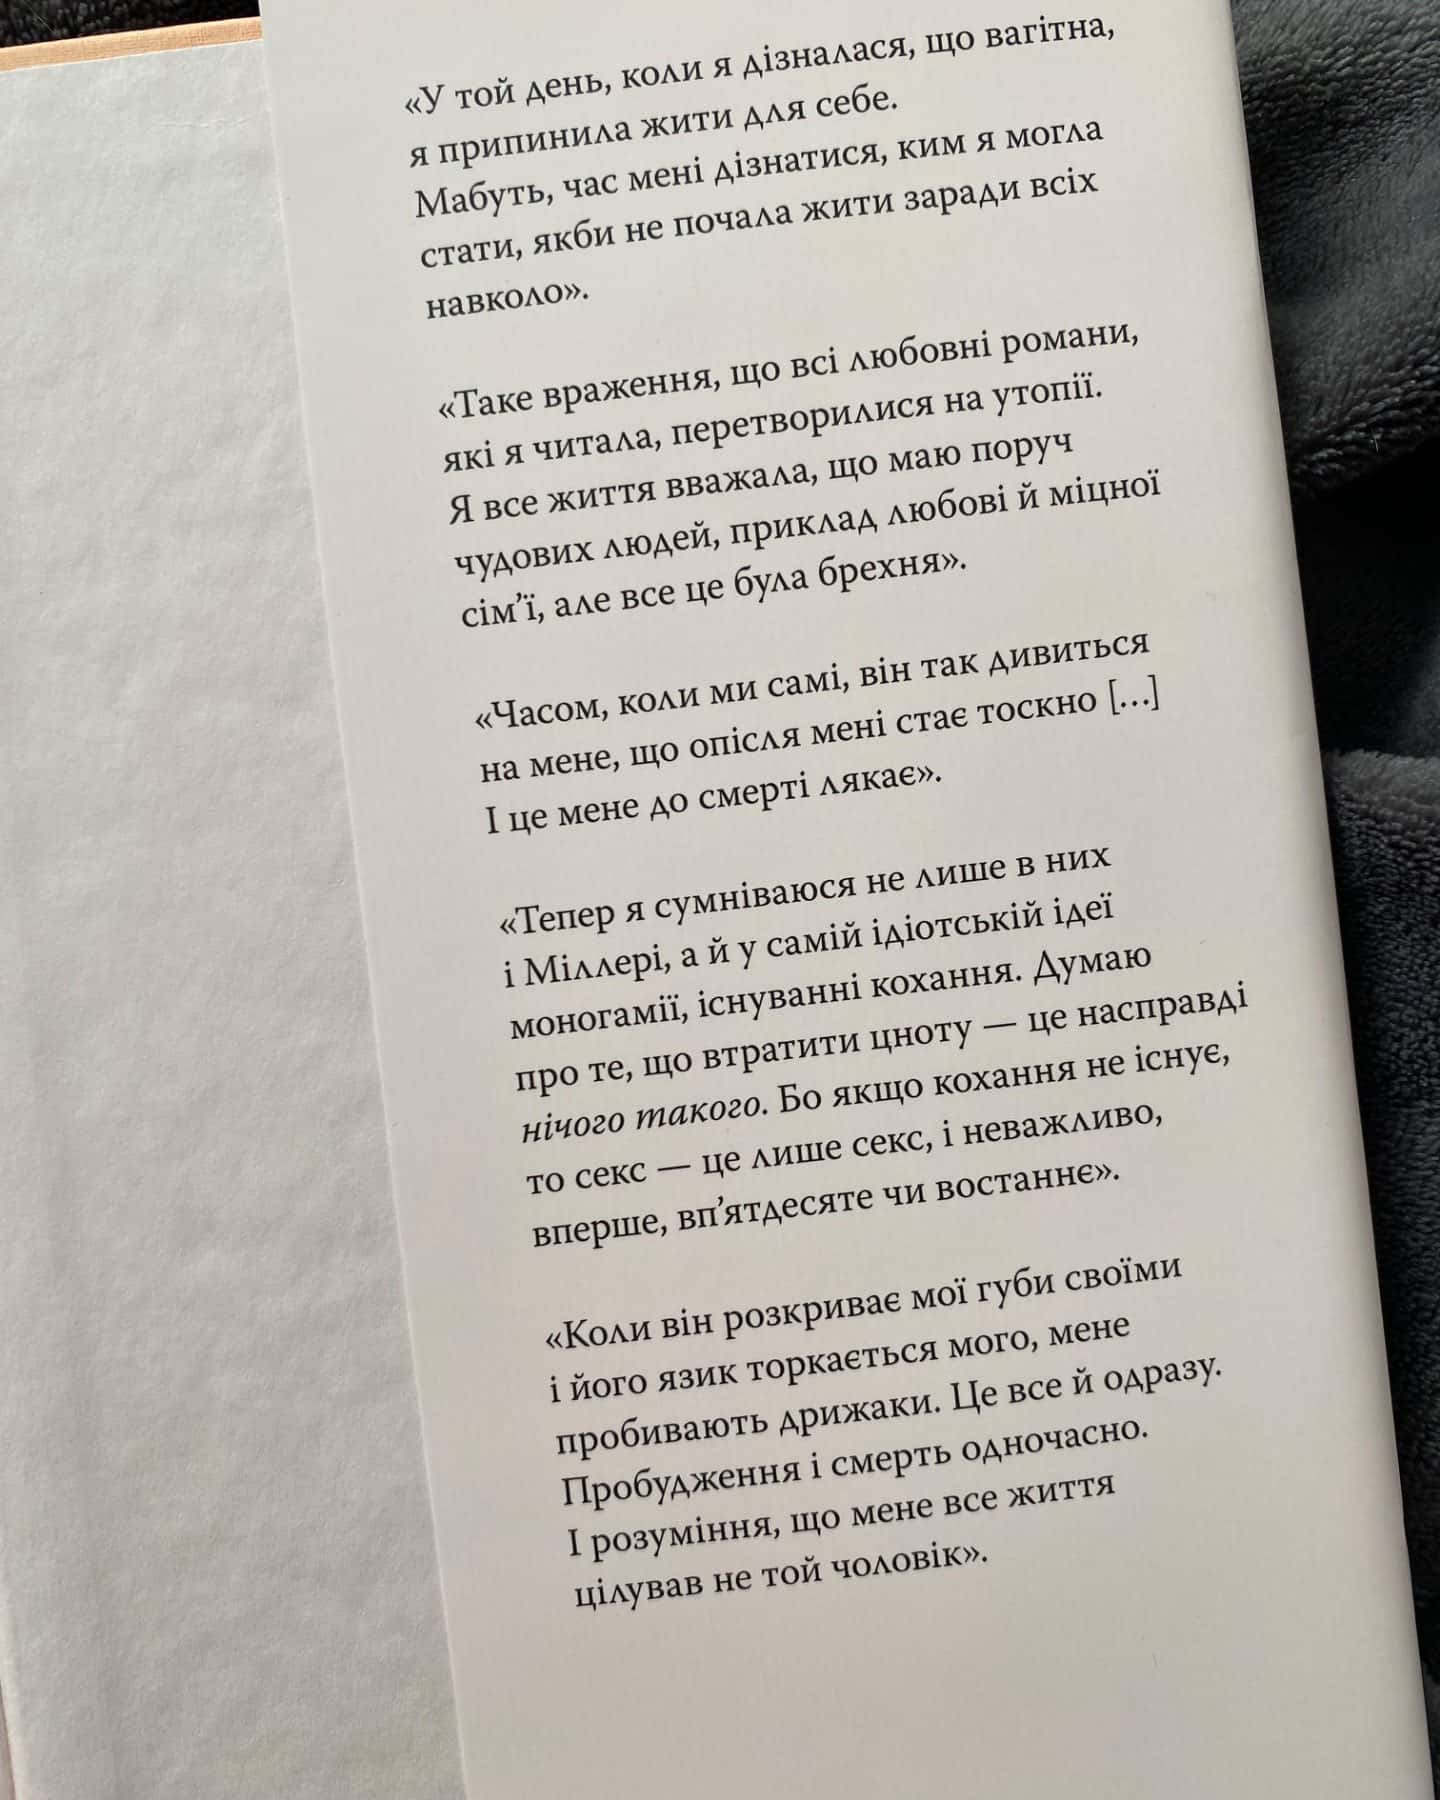 «У той день, коли я дізналася, що вагітна,
я припинила жити для себе.
Мабуть, час мені дізнатися, ким я могла
стати, якби не почала жити заради всіх
навколо».
«Таке враження, що всі любовні романи,
які я читала, перетворилися на утопії.
Я все життя вважала, що маю поруч
чудових людей, приклад любові й міцної
сім’ї, але все це була брехня».
«Часом, коли ми самі, він так дивиться
на мене, що опісля мені стає тоскно [...]
І це мене до смерті лякає».
«Тепер я сумніваюся не лише в них
і Міллері, а й у самій ідіотській ідеї
моногамії, існуванні кохання. Думаю
про те, що втратити цноту — це насправді
нічого такого. Бо якщо кохання не існує,
то секс — це лише секс, і неважливо,
вперше, вп’ятдесяте чи востаннє».
«Коли він розкриває мої губи своїми
і його язик торкається мого, мене
пробивають дрижаки. Це все й одразу.
Пробудження і смерть одночасно.
І розуміння, що мене все життя
цілував не той чоловік».